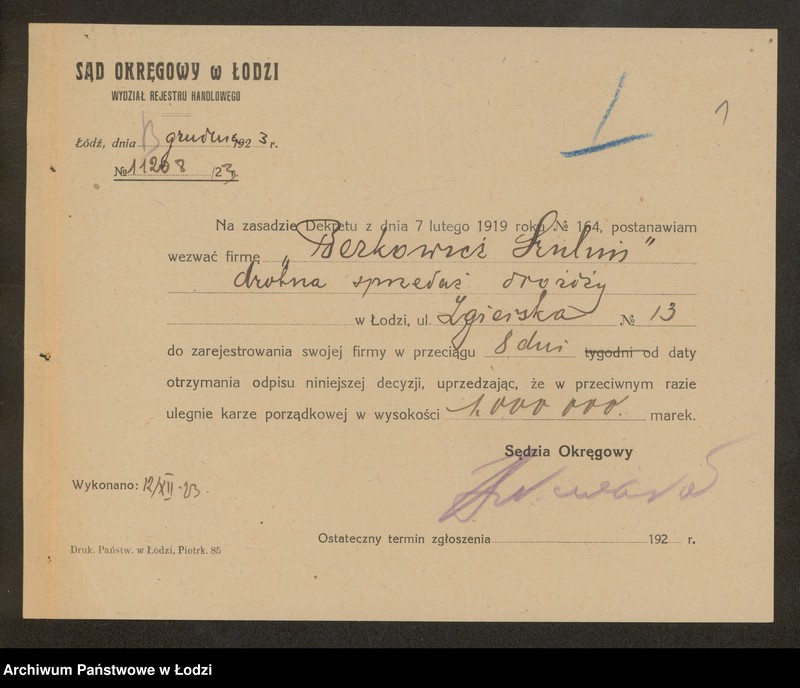 SĄD OKRĘGOWY w ŁODZI
WYDZIAŁ REJESTRU HANDLOWEGO
1
Łódź, dnia grudnia 1923 r.
№ 11208 /23.
Na zasadzie Dekretu z dnia 7 lutego 1919 roku № 164, postanawiam
wezwać firmę „Berkowicz Szulim"
drobna sprzedaż drożdży
w Łodzi, ul. Zgierska № 13
do zarejestrowania swojej firmy w przeciągu 8 dni tygodni od daty
otrzymania odpisu niniejszej decyzji, uprzedzając, że w przeciwnym razie
ulegnie karze porządkowej w wysokości 1.000 000. marek.
Sędzia Okręgowy
Wykonano: 12/XII-23.
Ostateczny termin zgłoszenia 192 r.
Druk. Państw. w Łodzi, Piotrk. 85
Archiwum Państwowe w Łodzi